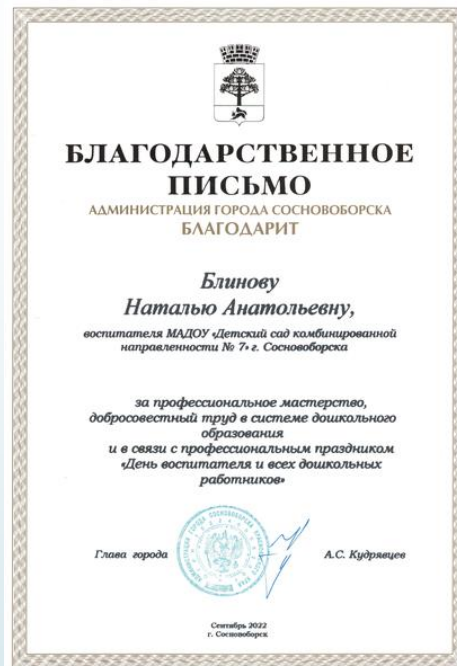 БЛАГОДАРСТВЕННОЕ
ПИСЬМО
АДМИНИСТРАЦИЯ ГОРОДА СОСНОВОБОРСКА
БЛАГОДАРИТ
Блинову
Наталью Анатольевну,
воспитателя МАДОУ «Детский сад комбинированной
направленности № 7» г. Сосновоборска
за профессиональное мастерство,
добросовестный труд в системе дошкольного
образования
и в связи с профессиональным праздником
«День воспитателя и всех дошкольных
работников»
Глава города
А.С. Кудрявцев
Сентябрь 2022
г. Сосновоборск